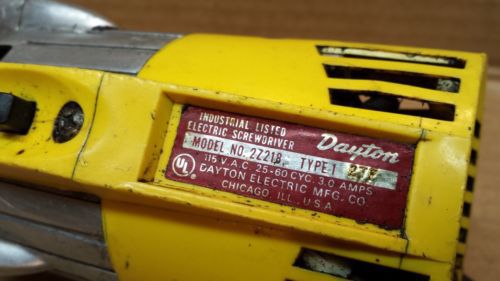 INDUSTRIAL LISTED
ELECTRIC SCREWDRIVER
Dayton
MODEL NO. 2Z218, TYPE 1
115 V.A.C. 25-60 CYC. 3.0 AMPS
UL
DAYTON ELECTRIC MFG. CO.
CHICAGO, ILL., U.S.A.